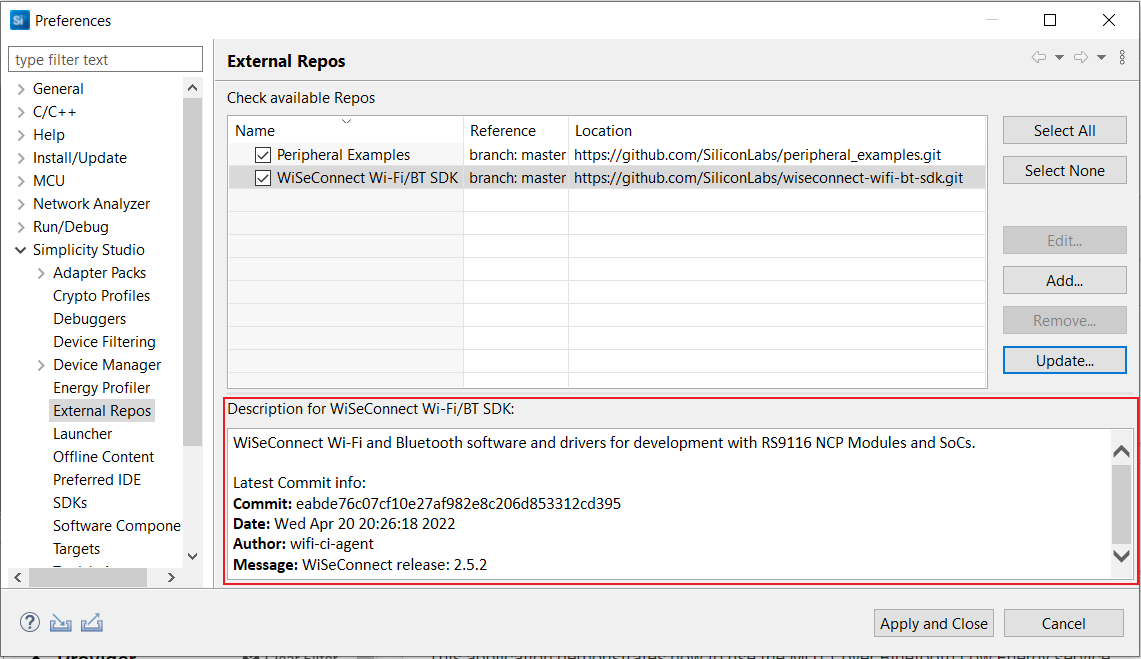 Si Preferences
type filter text
General
C/C++
Help
Install/Update
MCU
Network Analyzer
Run/Debug
Simplicity Studio
Adapter Packs
Crypto Profiles
Debuggers
Device Filtering
Device Manager
Energy Profiler
External Repos
Launcher
Offline Content
Preferred IDE
SDKs
Software Compone
Targets
External Repos
Check available Repos
Name Reference Location
Peripheral Examples branch: master https://github.com/SiliconLabs/peripheral_examples.git
WiSeConnect Wi-Fi/BT SDK branch: master https://github.com/SiliconLabs/wiseconnect-wifi-bt-sdk.git
Select All
Select None
Edit...
Add...
Remove...
Update...
Description for WiSeConnect Wi-Fi/BT SDK:
WiSeConnect Wi-Fi and Bluetooth software and drivers for development with RS9116 NCP Modules and SoCs.
Latest Commit info:
Commit: eabde76c07cf10e27af982e8c206d853312cd395
Date: Wed Apr 20 20:26:18 2022
Author: wifi-ci-agent
Message: WiSeConnect release: 2.5.2
?
Apply and Close
Cancel